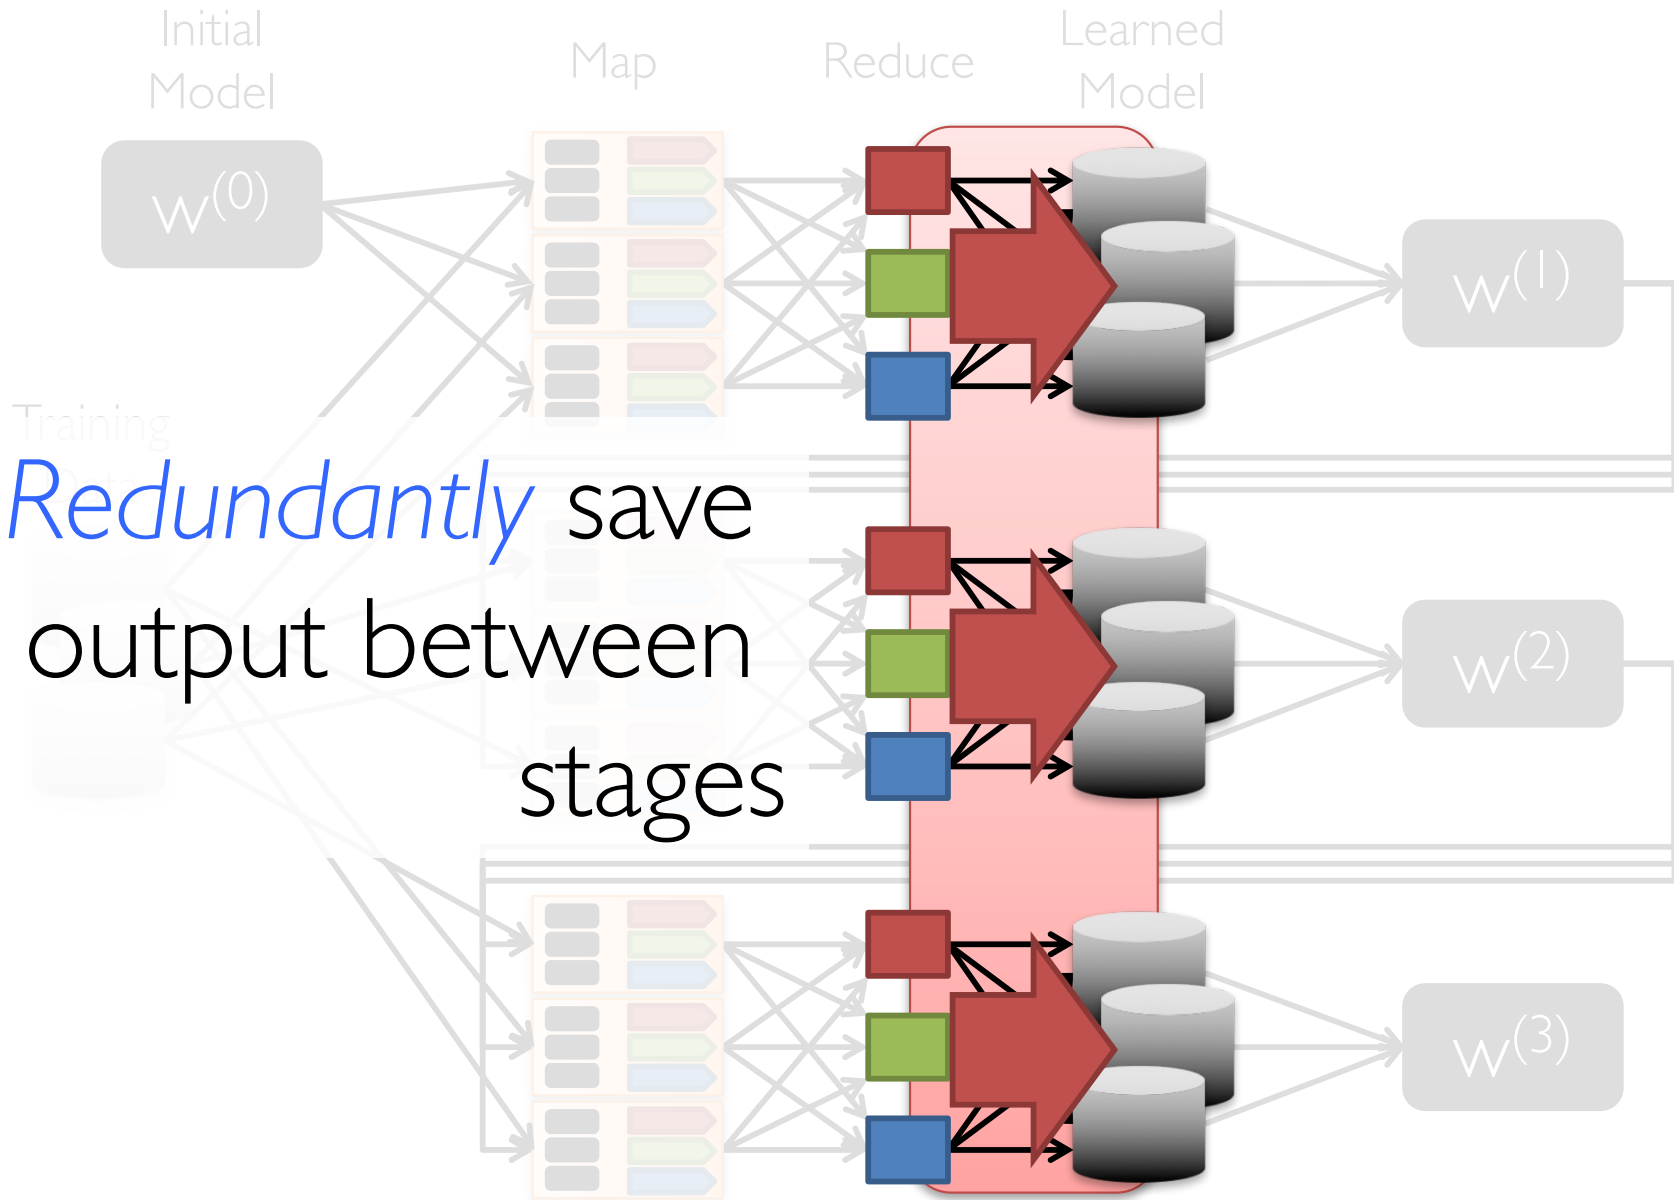 Initial
Model
Map
Reduce
Learned
Model
w(0)
w(1)
Training
Redundantly save
output between
stages
w(2)
w(3)